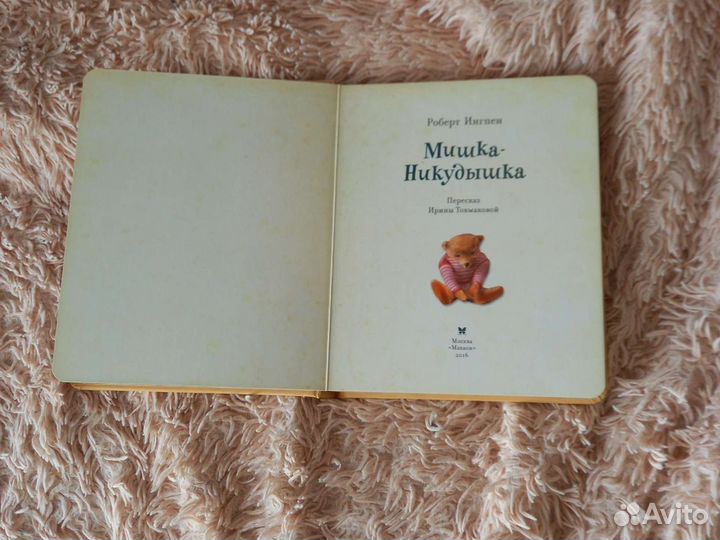 Роберт Ингпен
Мишка-
Никудышка
Пересказ
Ирины Токмаковой
Москва
«Махаон»
2016
Avito